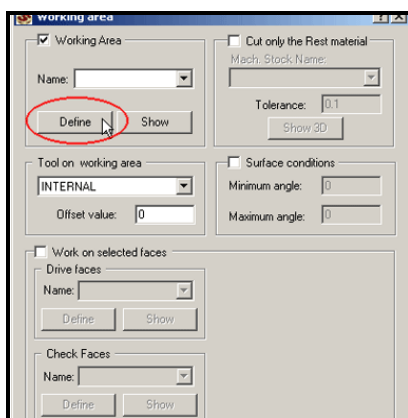 Working area
Working Area
Name:
Define Show
Tool on working area
INTERNAL
Offset value: 0
Cut only the Rest material
Mach. Stock Name:
Tolerance: 0.1
Show 3D
Surface conditions
Minimum angle: 0
Maximum angle: 0
Work on selected faces
Drive faces
Name:
Define Show
Check Faces
Name:
Define Show